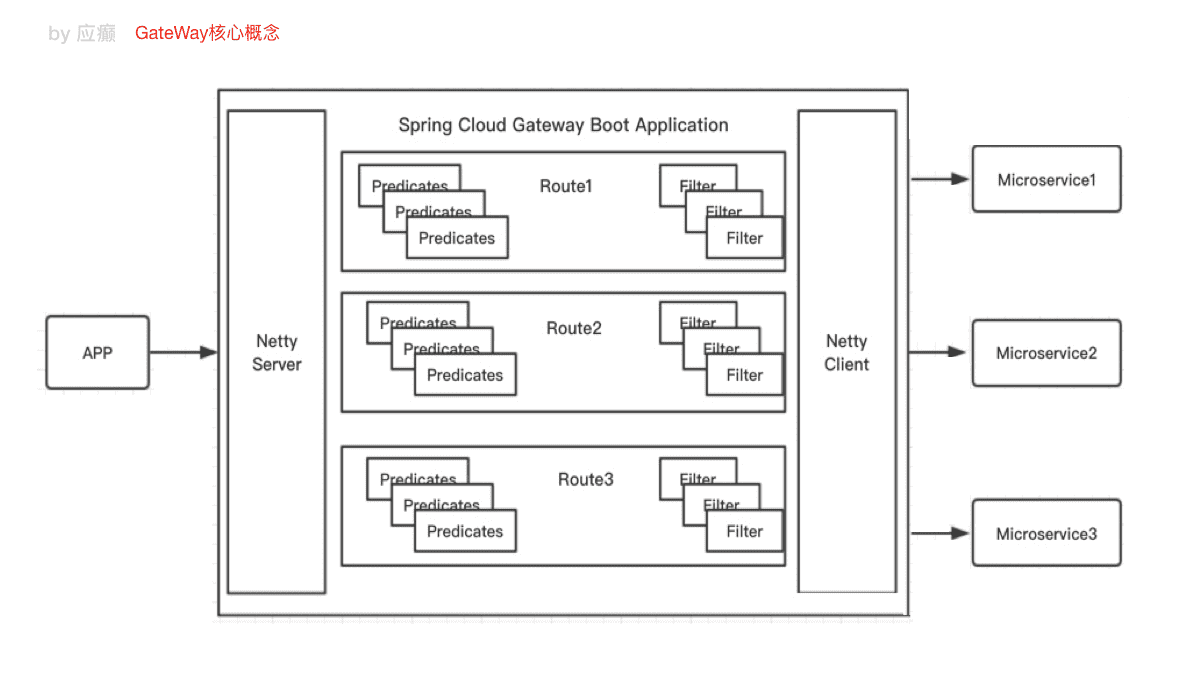 by 应癫 GateWay核心概念
Spring Cloud Gateway Boot Application
Predicates
Predicates
Predicates
Route1
Filter
Filter
Filter
Predicates
Predicates
Predicates
Route2
Filter
Filter
Filter
Predicates
Predicates
Predicates
Route3
Filter
Filter
Filter
APP
Netty
Server
Netty
Client
Microservice1
Microservice2
Microservice3